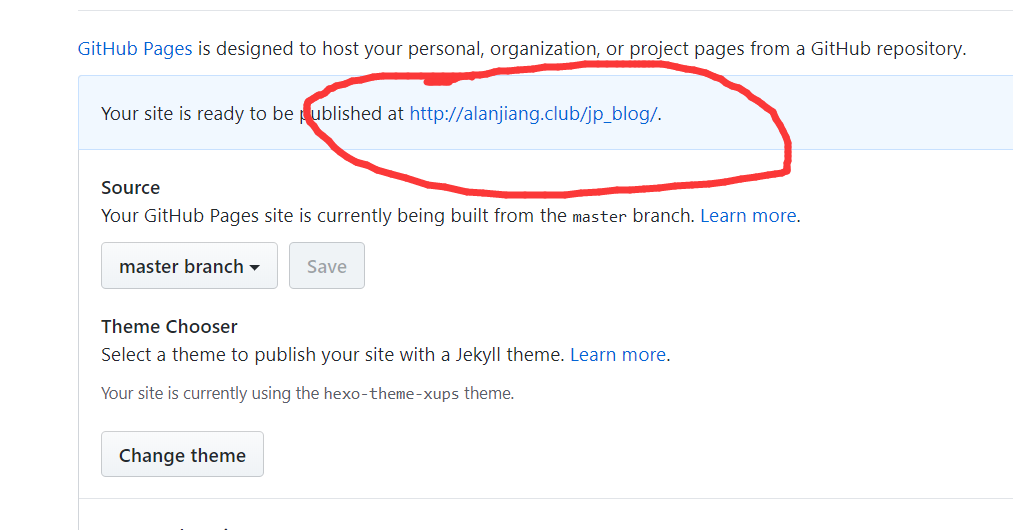 GitHub Pages is designed to host your personal, organization, or project pages from a GitHub repository.
Your site is ready to be published at http://alanjiang.club/jp_blog/.
Source
Your GitHub Pages site is currently being built from the master branch. Learn more.
master branch Save
Theme Chooser
Select a theme to publish your site with a Jekyll theme. Learn more.
Your site is currently using the hexo-theme-xups theme.
Change theme